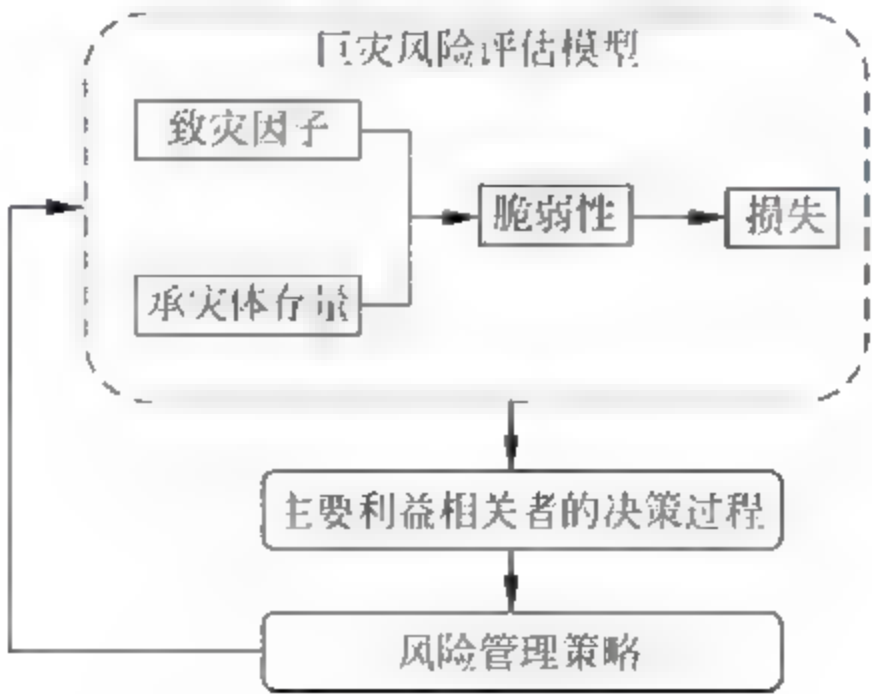 巨灾风险评估模型
致灾因子
脆弱性
损失
承灾体存量
主要利益相关者的决策过程
风险管理策略